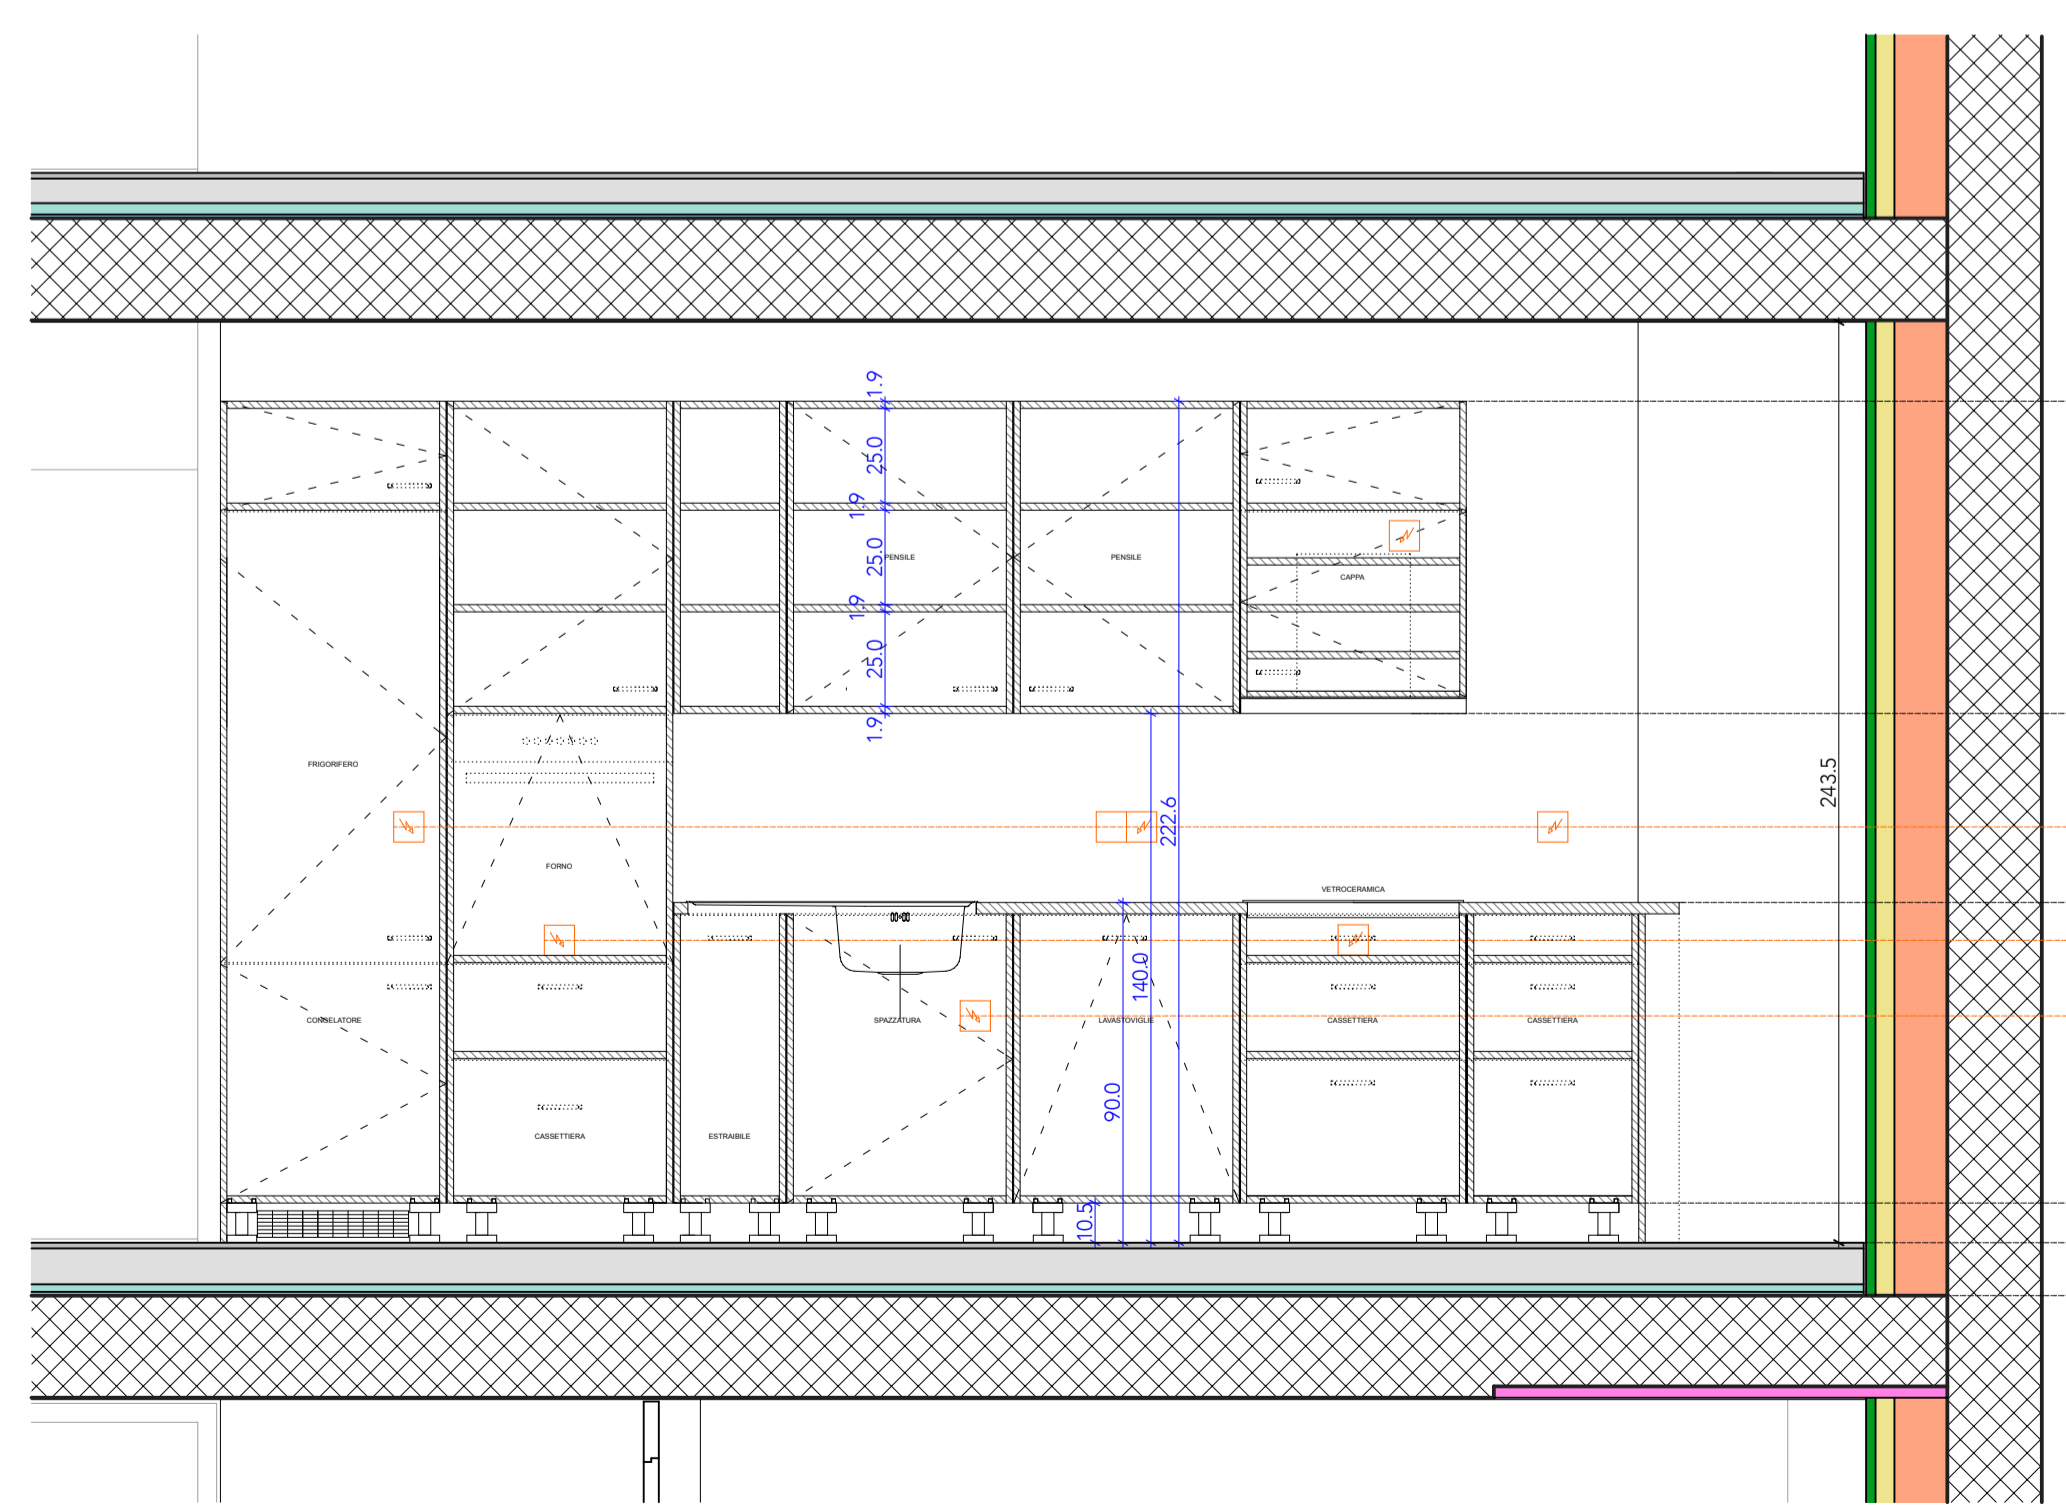 1.9
25.0
1.9
25.0
PENSILE
PENSILE
CAPPA
1.9
25.0
1.9
FRIGORIFERO
243.5
222.6
FORNO
VETROCERAMICA
140.0
CONGELATORE
SPAZZATURA
LAVASTOVIGLIE
CASSETTIERA
CASSETTIERA
90.0
CASSETTIERA
ESTRAIBILE
10.5